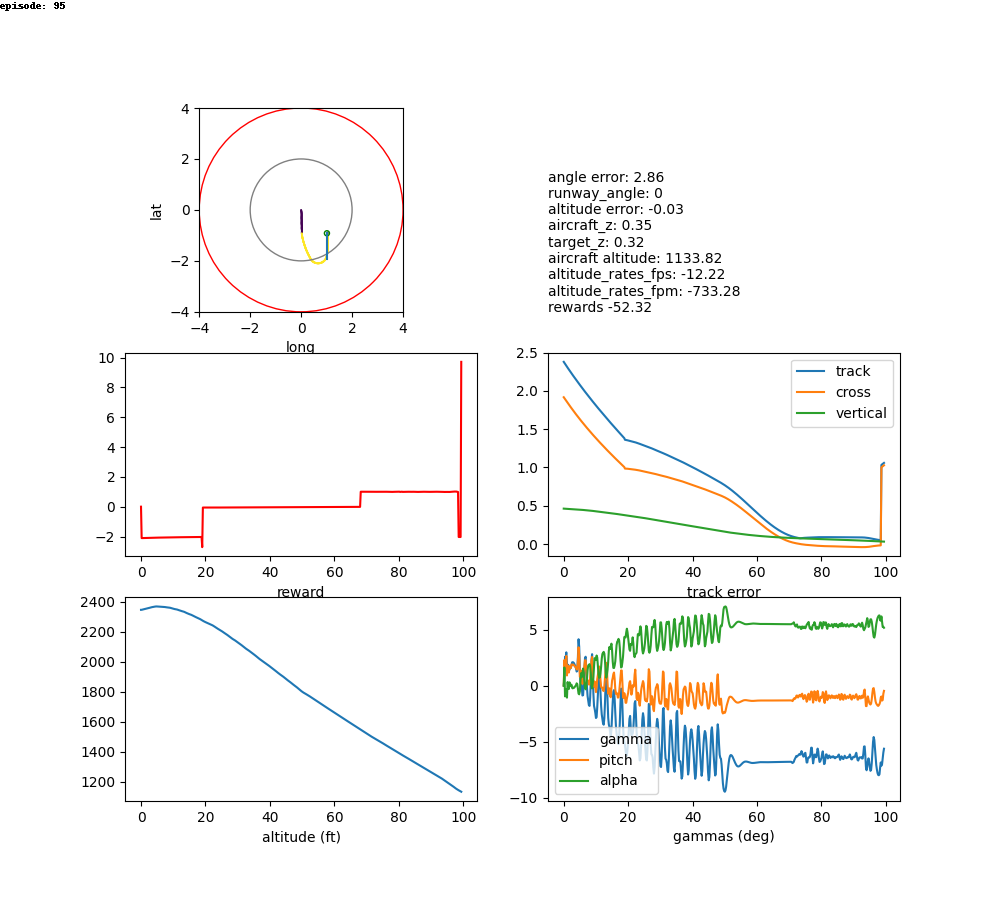 episode: 95
4
2
0
−2
−4
lat
−4 −2 0 2 4
long
angle error: 2.86
runway_angle: 0
altitude error: -0.03
aircraft_z: 0.35
target_z: 0.32
aircraft altitude: 1133.82
altitude_rates_fps: -12.22
altitude_rates_fpm: -733.28
rewards -52.32
10
8
6
4
2
0
−2
0 20 40 60 80 100
reward
2.5
2.0
1.5
1.0
0.5
0.0
track
cross
vertical
0 20 40 60 80 100
track error
2400
2200
2000
1800
1600
1400
1200
0 20 40 60 80 100
altitude (ft)
5
0
−5
−10
gamma
pitch
alpha
0 20 40 60 80 100
gammas (deg)